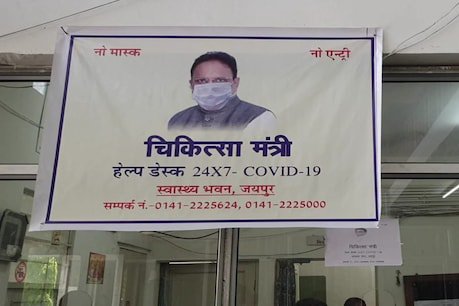 नो मास्क
नो एन्ट्री
चिकित्सा मंत्री
हेल्प डेस्क 24X7- COVID-19
स्वास्थ्य भवन, जयपुर
सम्पर्क नं.-0141-2225624, 0141-2225000
चिकित्सा मंत्री